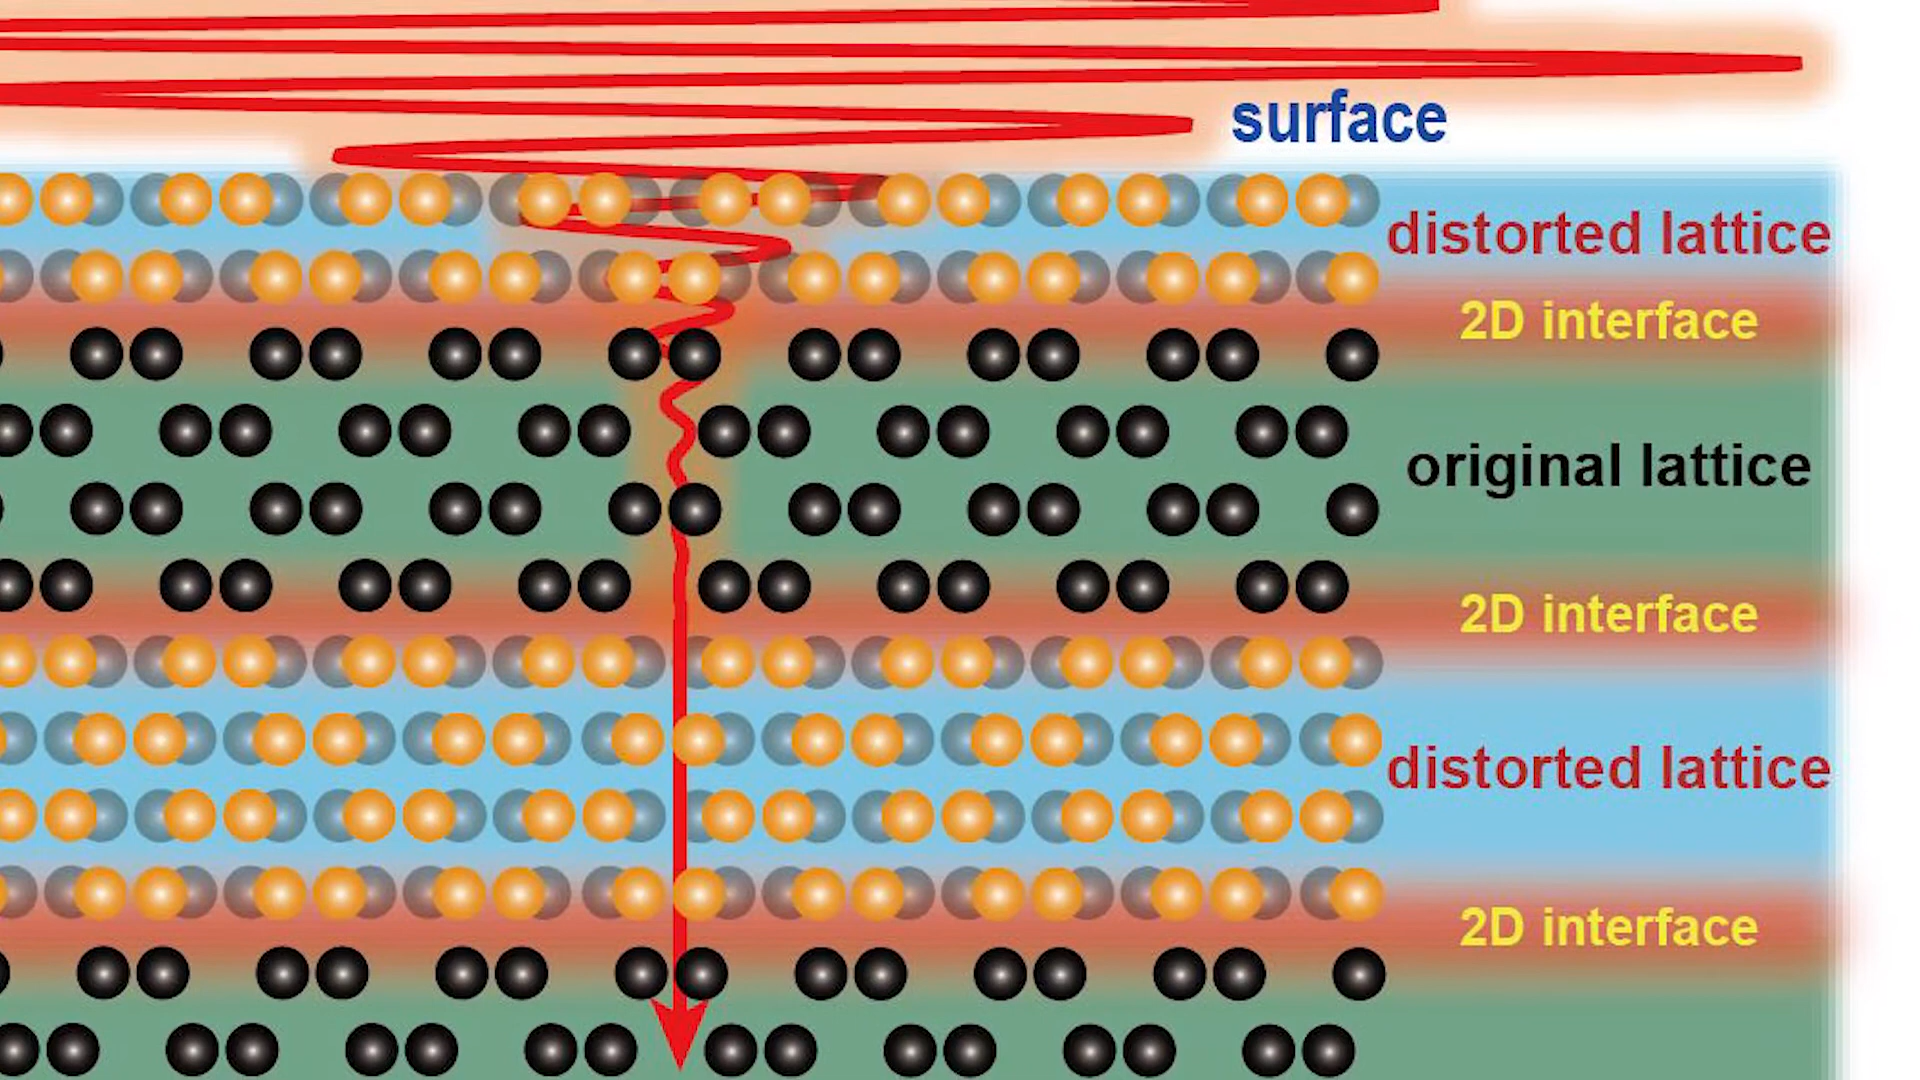 surface
distorted lattice
2D interface
original lattice
2D interface
distorted lattice
2D interface